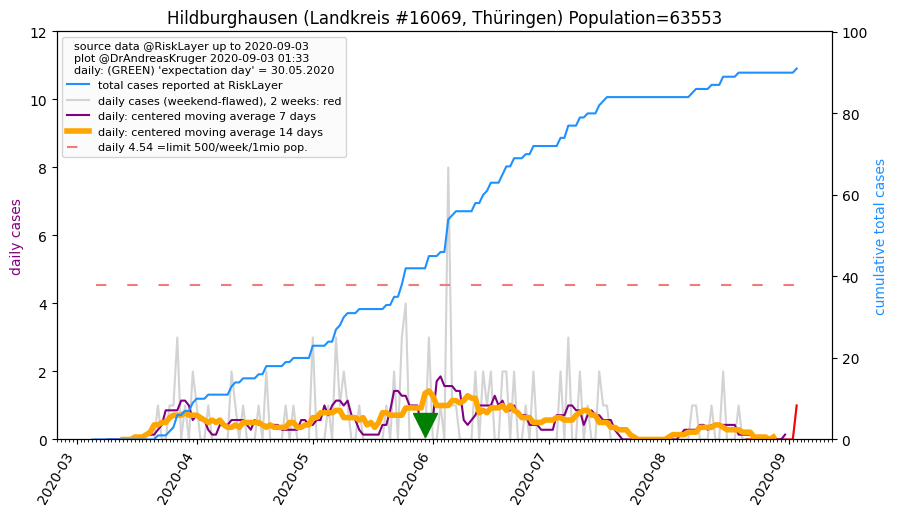 Hildburghausen (Landkreis #16069, Thüringen) Population=63553
source data @RiskLayer up to 2020-09-03
plot @DrAndreasKruger 2020-09-03 01:33
daily: (GREEN) 'expectation day' = 30.05.2020
total cases reported at RiskLayer
daily cases (weekend-flawed), 2 weeks: red
daily: centered moving average 7 days
daily: centered moving average 14 days
daily 4.54 =limit 500/week/1mio pop.
daily cases
12
10
8
6
4
2
0
cumulative total cases
100
80
60
40
20
0
2020-03
2020-04
2020-05
2020-06
2020-07
2020-08
2020-09